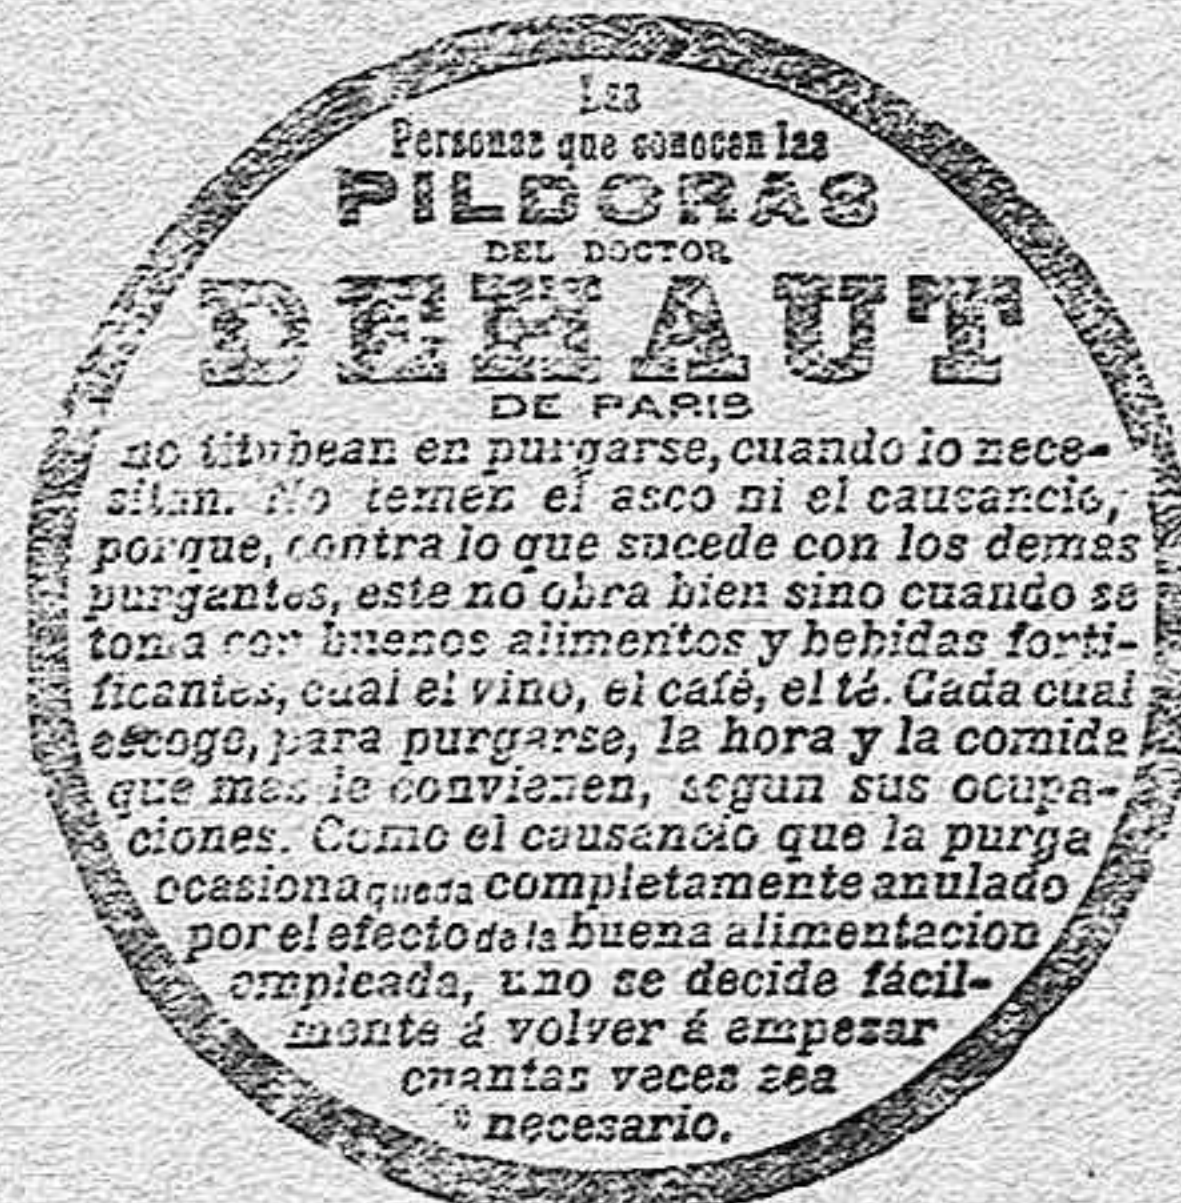 Las
Personas que conocen las
PILDORAS
DEL DOCTOR
DEHAUT
DE PARIS
no titubean en purgarse, cuando lo nece-
sitan. No temen el asco ni el causancio,
porque, contra lo que sucede con los demas
purgantes, este no obra bien sino cuando se
toma con buenos alimentos y bebidas forti-
ficantes, cual el vino, el café, el té. Cada cual
escoge, para purgarse, la hora y la comida
que mas le convienen, segun sus ocupa-
ciones. Como el causancio que la purga
ocasiona queda completamente anulado
por el efecto de la buena alimentacion
empleada, uno se decide fácil-
mente á volver á empezar
cuantas veces sea
necesario.